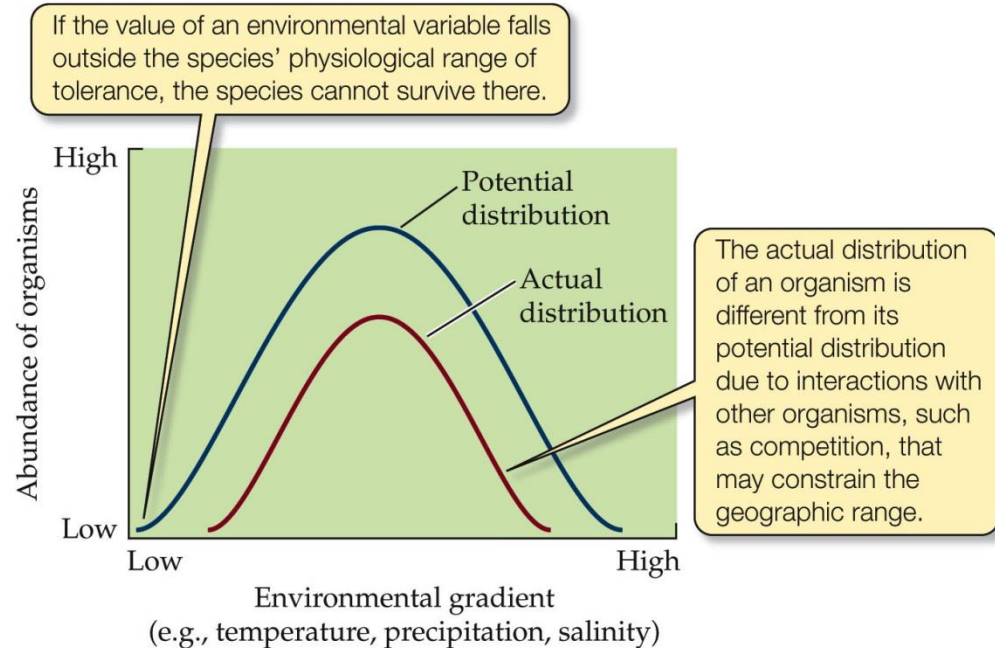 If the value of an environmental variable falls
outside the species’ physiological range of
tolerance, the species cannot survive there.
High
Abundance of organisms
Low
Potential
distribution
Actual
distribution
The actual distribution
of an organism is
different from its
potential distribution
due to interactions with
other organisms, such
as competition, that
may constrain the
geographic range.
Low
High
Environmental gradient
(e.g., temperature, precipitation, salinity)